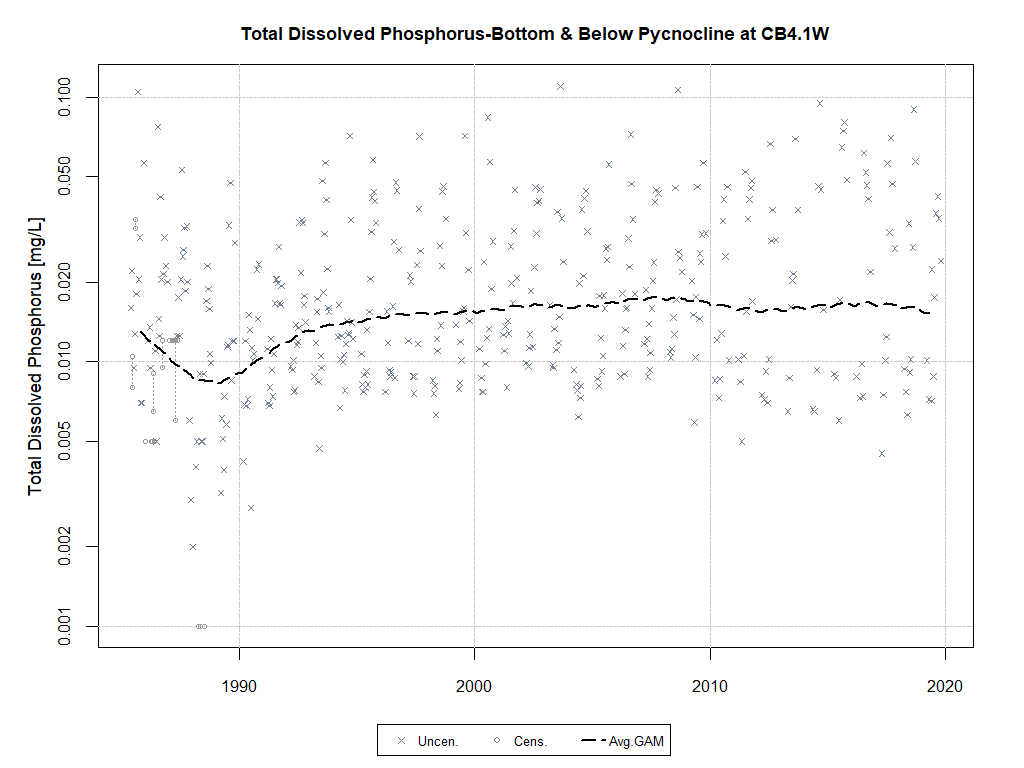 Total Dissolved Phosphorus-Bottom & Below Pycnocline at CB4.1W
Total Dissolved Phosphorus [mg/L]
0.100
0.050
0.020
0.010
0.005
0.002
0.001
1990 2000 2010 2020
Uncen. Cens. Avg.GAM